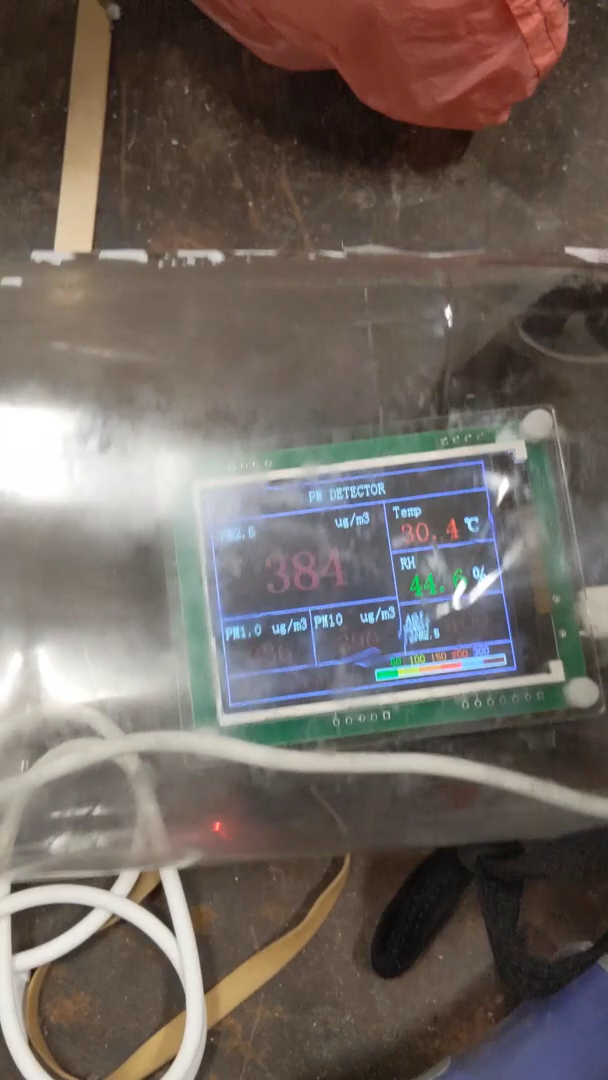 PM DETECTOR
PM2.5 ug/m3
384
Temp
30.4 ℃
RH
44.6 %
PM1.0 ug/m3
PM10 ug/m3
AQI
PM2.5
50 100 150 200 300